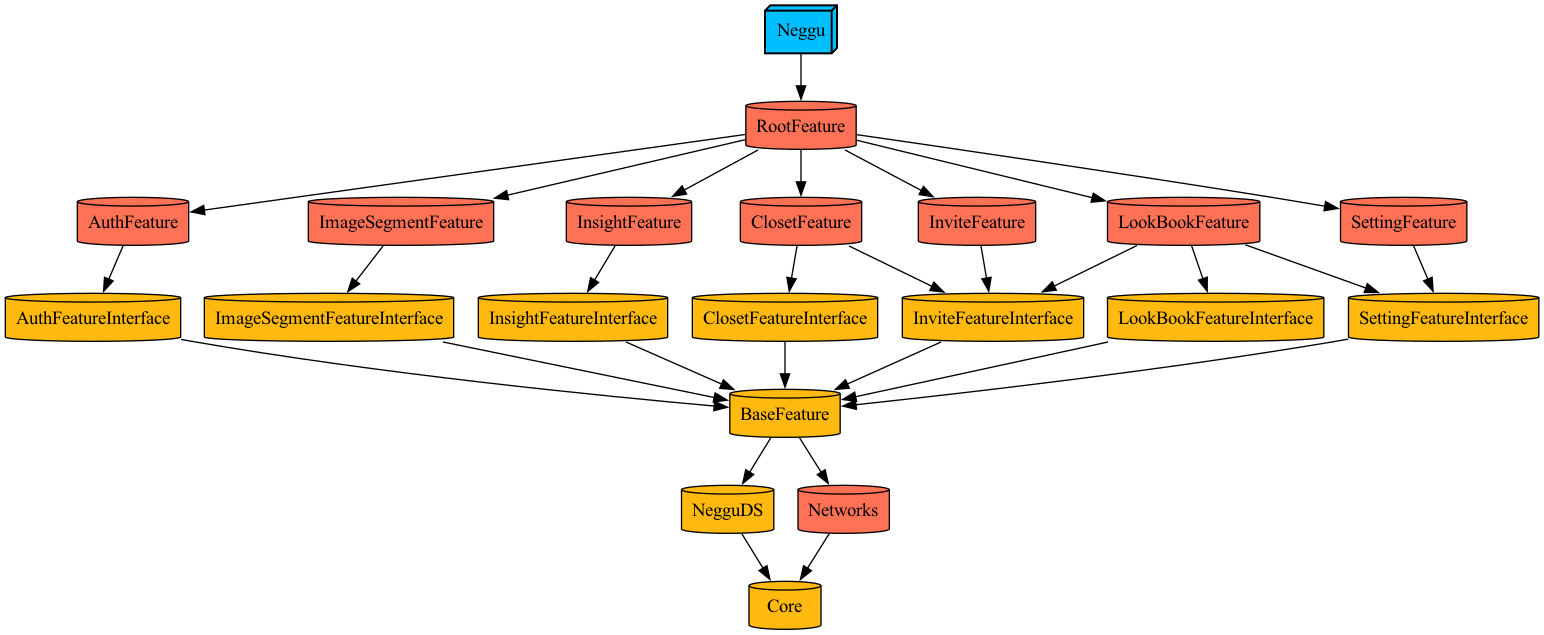 Neggu
RootFeature
AuthFeature
ImageSegmentFeature
InsightFeature
ClosetFeature
InviteFeature
LookBookFeature
SettingFeature
AuthFeatureInterface
ImageSegmentFeatureInterface
InsightFeatureInterface
ClosetFeatureInterface
InviteFeatureInterface
LookBookFeatureInterface
SettingFeatureInterface
BaseFeature
NegguDS
Networks
Core